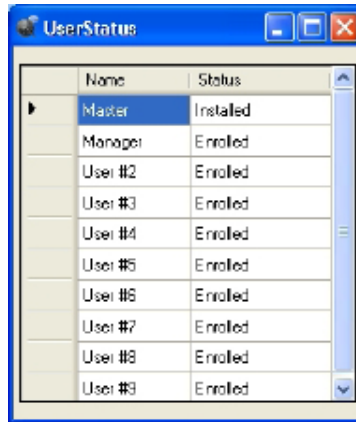 UserStatus
Name Status
Master Installed
Manager Enrolled
User #2 Enrolled
User #3 Enrolled
User #4 Enrolled
User #5 Enrolled
User #6 Enrolled
User #7 Enrolled
User #8 Enrolled
User #9 Enrolled